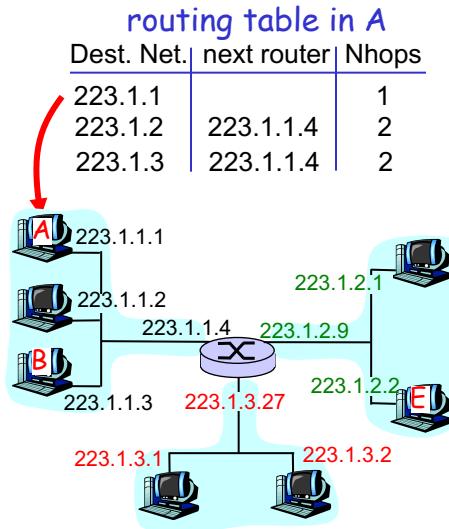 routing table in A
Dest. Net. next router Nhops
223.1.1 1
223.1.2 223.1.1.4 2
223.1.3 223.1.1.4 2
A
223.1.1.1
223.1.2.1
223.1.1.2
223.1.1.4 223.1.2.9
B
223.1.2.2
E
223.1.1.3
223.1.3.27
223.1.3.1
223.1.3.2